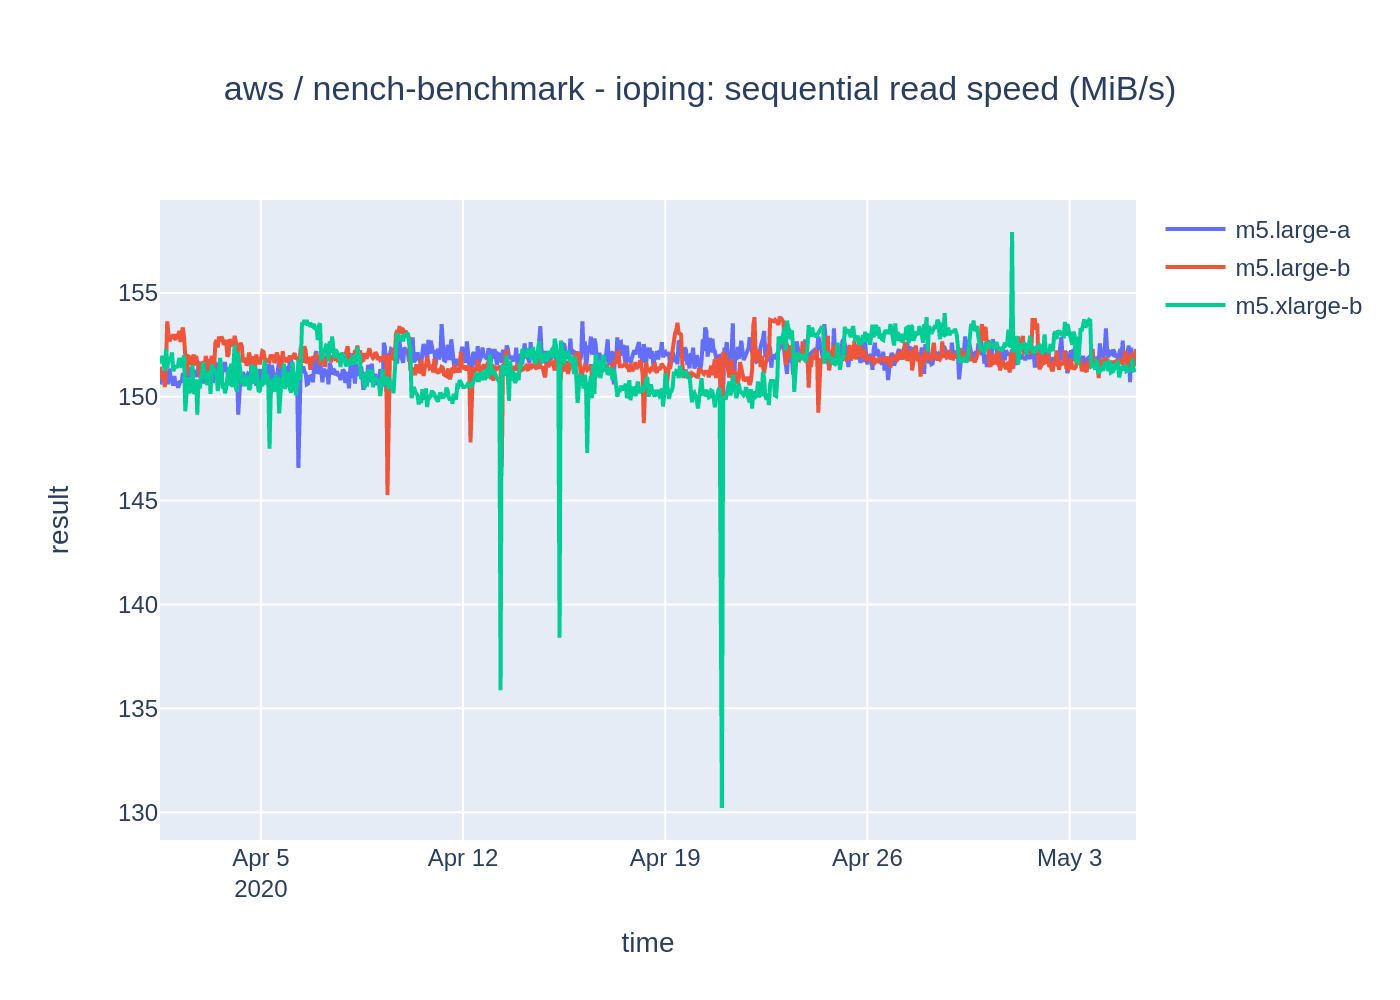 aws / nench-benchmark - ioping: sequential read speed (MiB/s)
m5.large-a
m5.large-b
m5.xlarge-b
155
150
145
140
135
130
result
Apr 5
2020
Apr 12
Apr 19
Apr 26
May 3
time